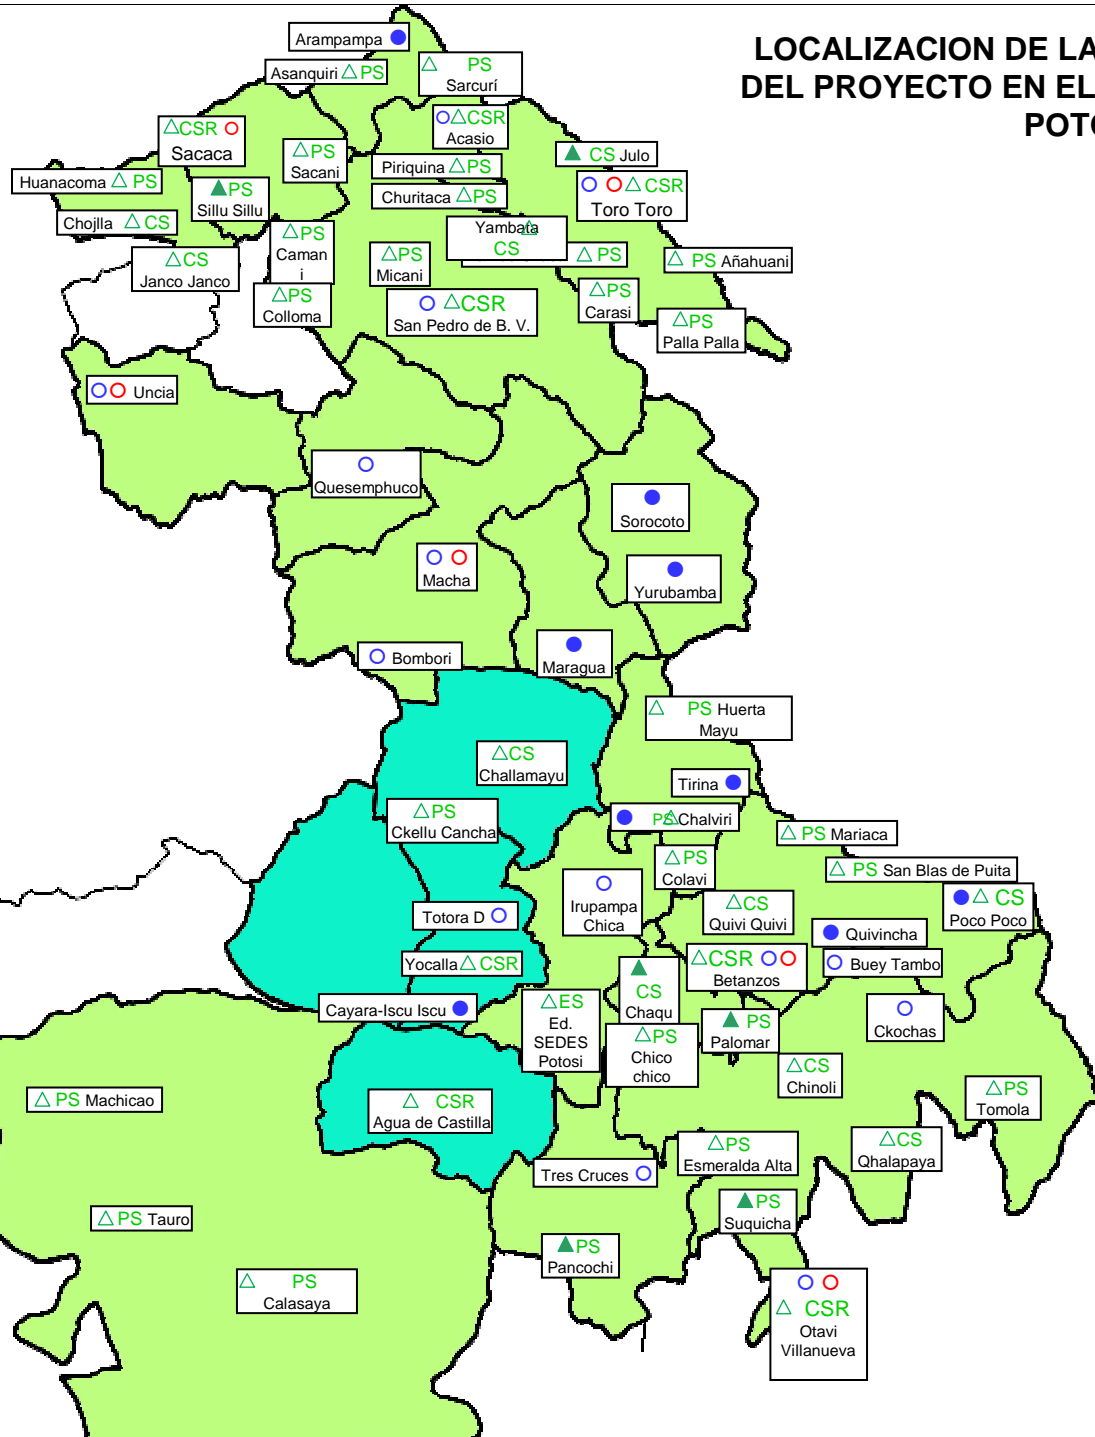 LOCALIZACION DE LA
DEL PROYECTO EN EL
POTO
Arampampa
Asanquiri PS
PS
Sarcurí
CSR
Sacaca
PS
Sacani
CSR
Acasio
Piriquina PS
Churitaca PS
CS Julo
CSR
Toro Toro
Huanacoma PS
PS
Sillu Sillu
Chojlla CS
CS
Janco Janco
PS
Caman
i
PS
Colloma
PS
Micani
Yambata
CS
PS
PS Añahuani
CSR
San Pedro de B. V.
PS
Carasi
PS
Palla Palla
Uncia
Quesemphuco
Sorocoto
Macha
Yurubamba
Bombori
Maragua
PS Huerta
Mayu
CS
Challamayu
Tirina
PS
Ckellu Cancha
PS Chalviri
PS Mariaca
PS
Colavi
PS San Blas de Puita
Irupampa
Chica
CS
Quivi Quivi
CS
Poco Poco
Totora D
Quivincha
Yocalla CSR
CSR
Betanzos
Buey Tambo
Cayara-Iscu Iscu
ES
Ed.
SEDES
Potosi
CS
Chaqu
PS
Palomar
Ckochas
PS
Chico
chico
CS
Chinoli
PS Machicao
CSR
Agua de Castilla
PS
Tomola
PS
Esmeralda Alta
CS
Qhalapaya
Tres Cruces
PS Tauro
PS
Suquicha
PS
Pancochi
PS
Calasaya
CSR
Otavi
Villanueva